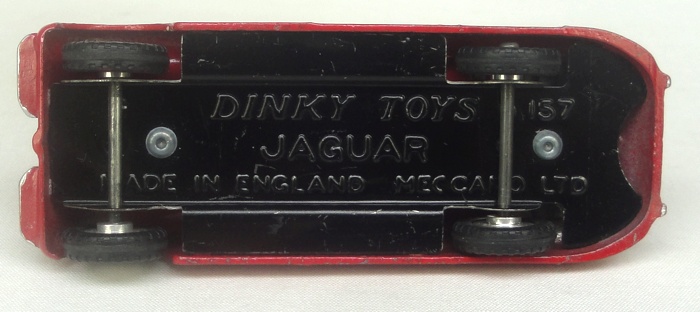 DINKY TOYS 157
JAGUAR
MADE IN ENGLAND MECCANO LTD